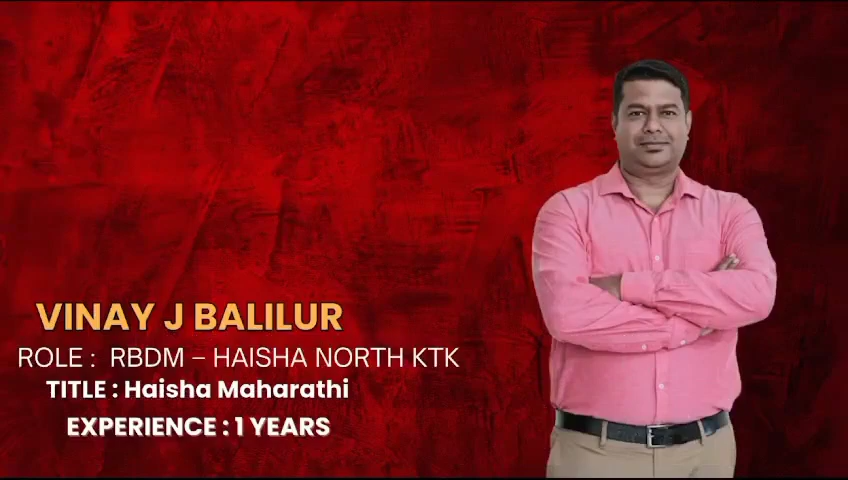 VINAY J BALILUR
ROLE : RBDM – HAISHA NORTH KTK
TITLE : Haisha Maharathi
EXPERIENCE : 1 YEARS